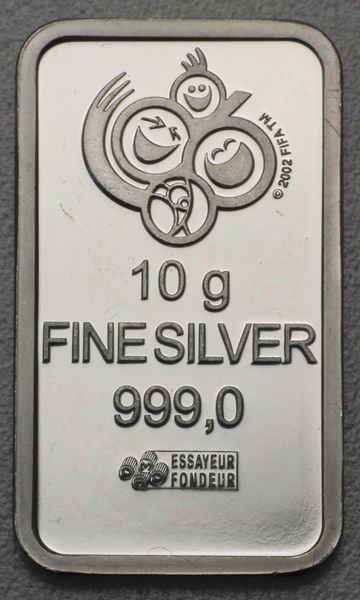 © 2002 FIFA TM
10 g
FINE SILVER
999,0
ESSAYEUR
FONDEUR